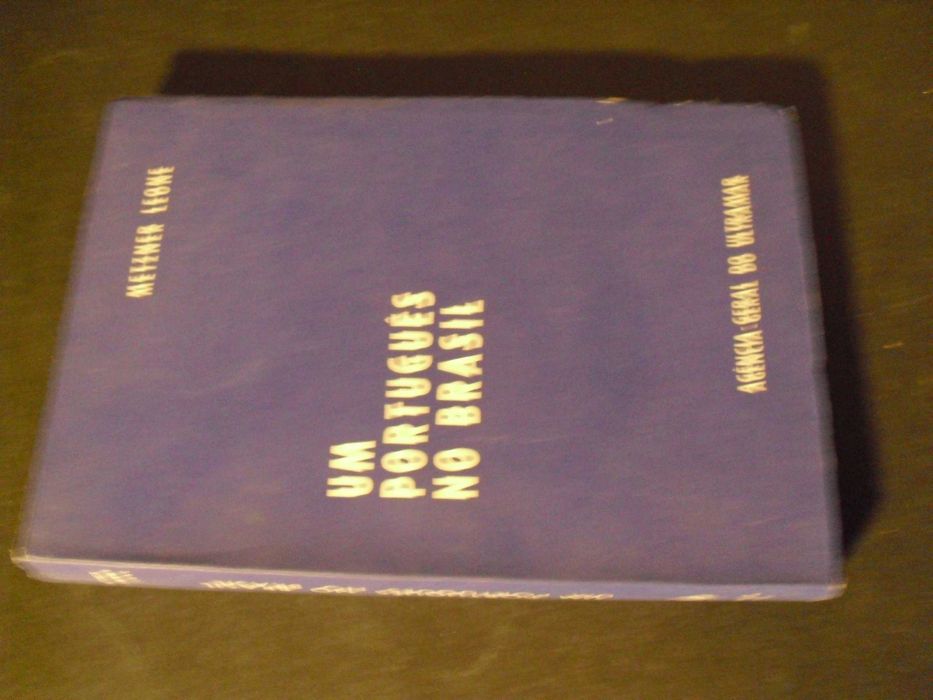 METZNER LEONE
UM
PORTUGUÊS
NO BRASIL
AGÊNCIA-GERAL DO ULTRAMAR